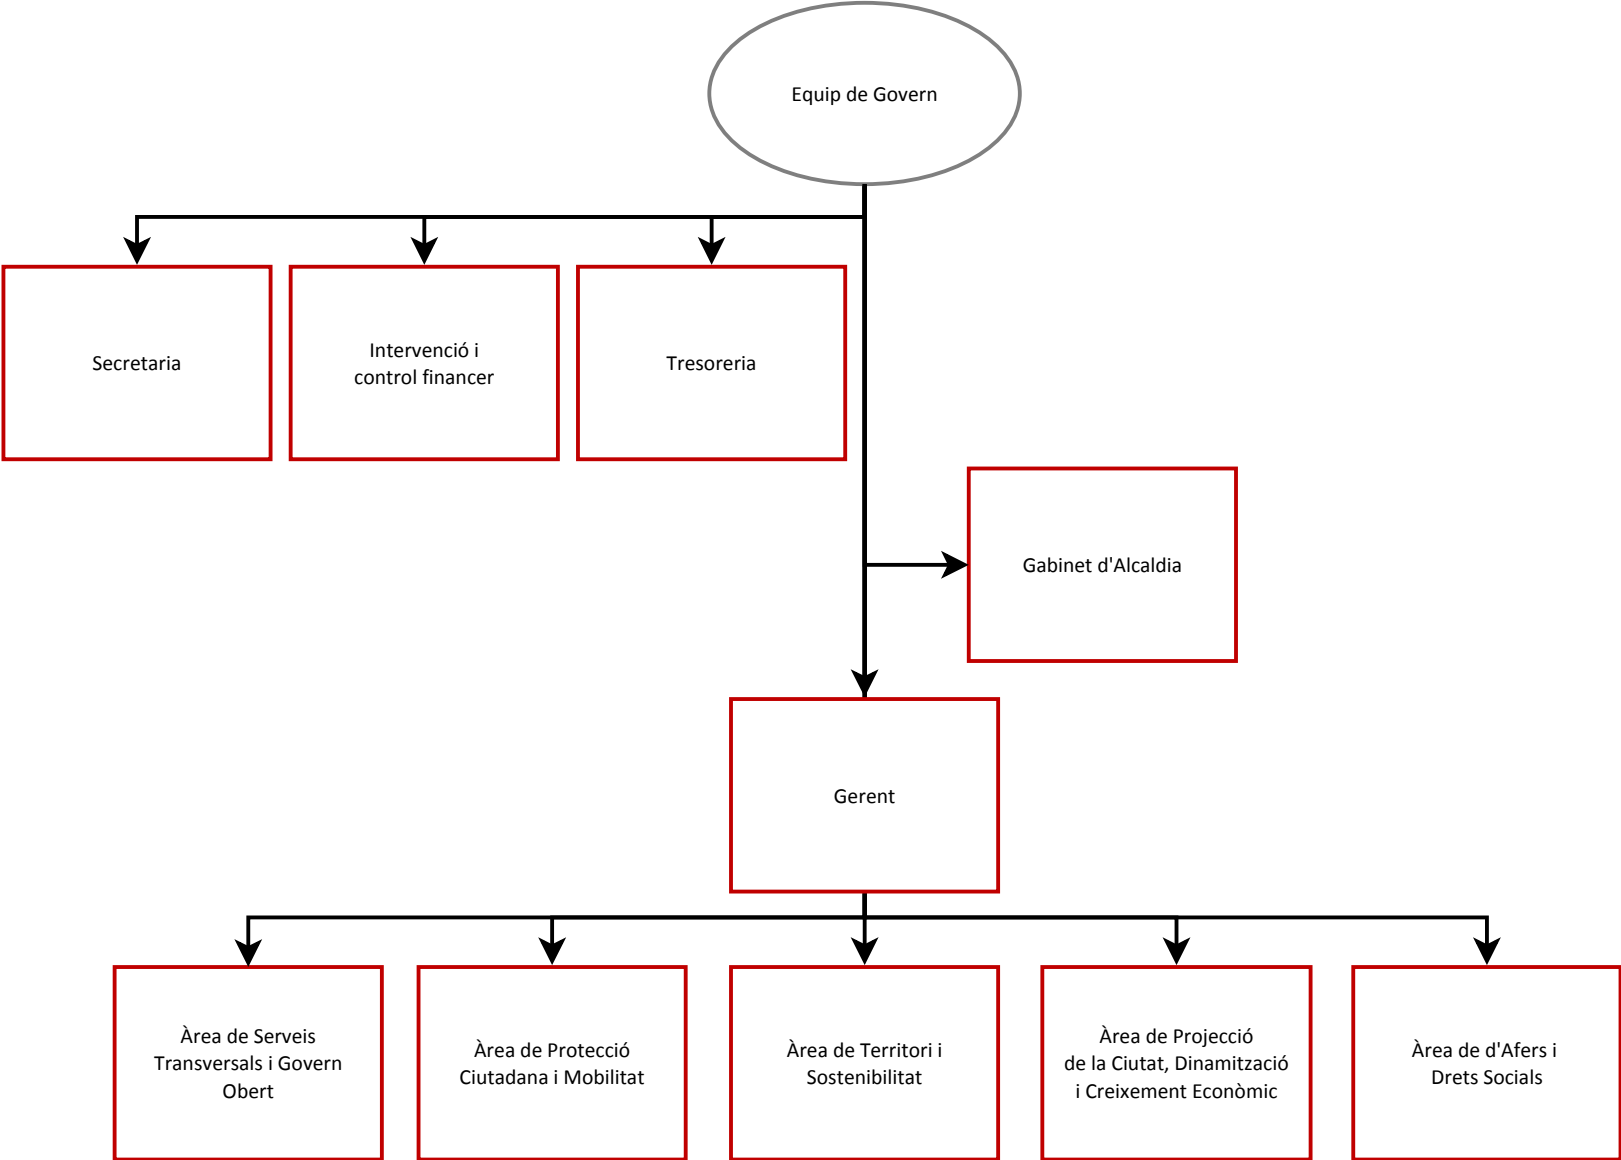 Equip de Govern
Secretaria
Intervenció i
control financer
Tresoreria
Gabinet d'Alcaldia
Gerent
Àrea de Serveis
Transversals i Govern
Obert
Àrea de Protecció
Ciutadana i Mobilitat
Àrea de Territori i
Sostenibilitat
Àrea de Projecció
de la Ciutat, Dinamització
i Creixement Econòmic
Àrea de d'Afers i
Drets Socials